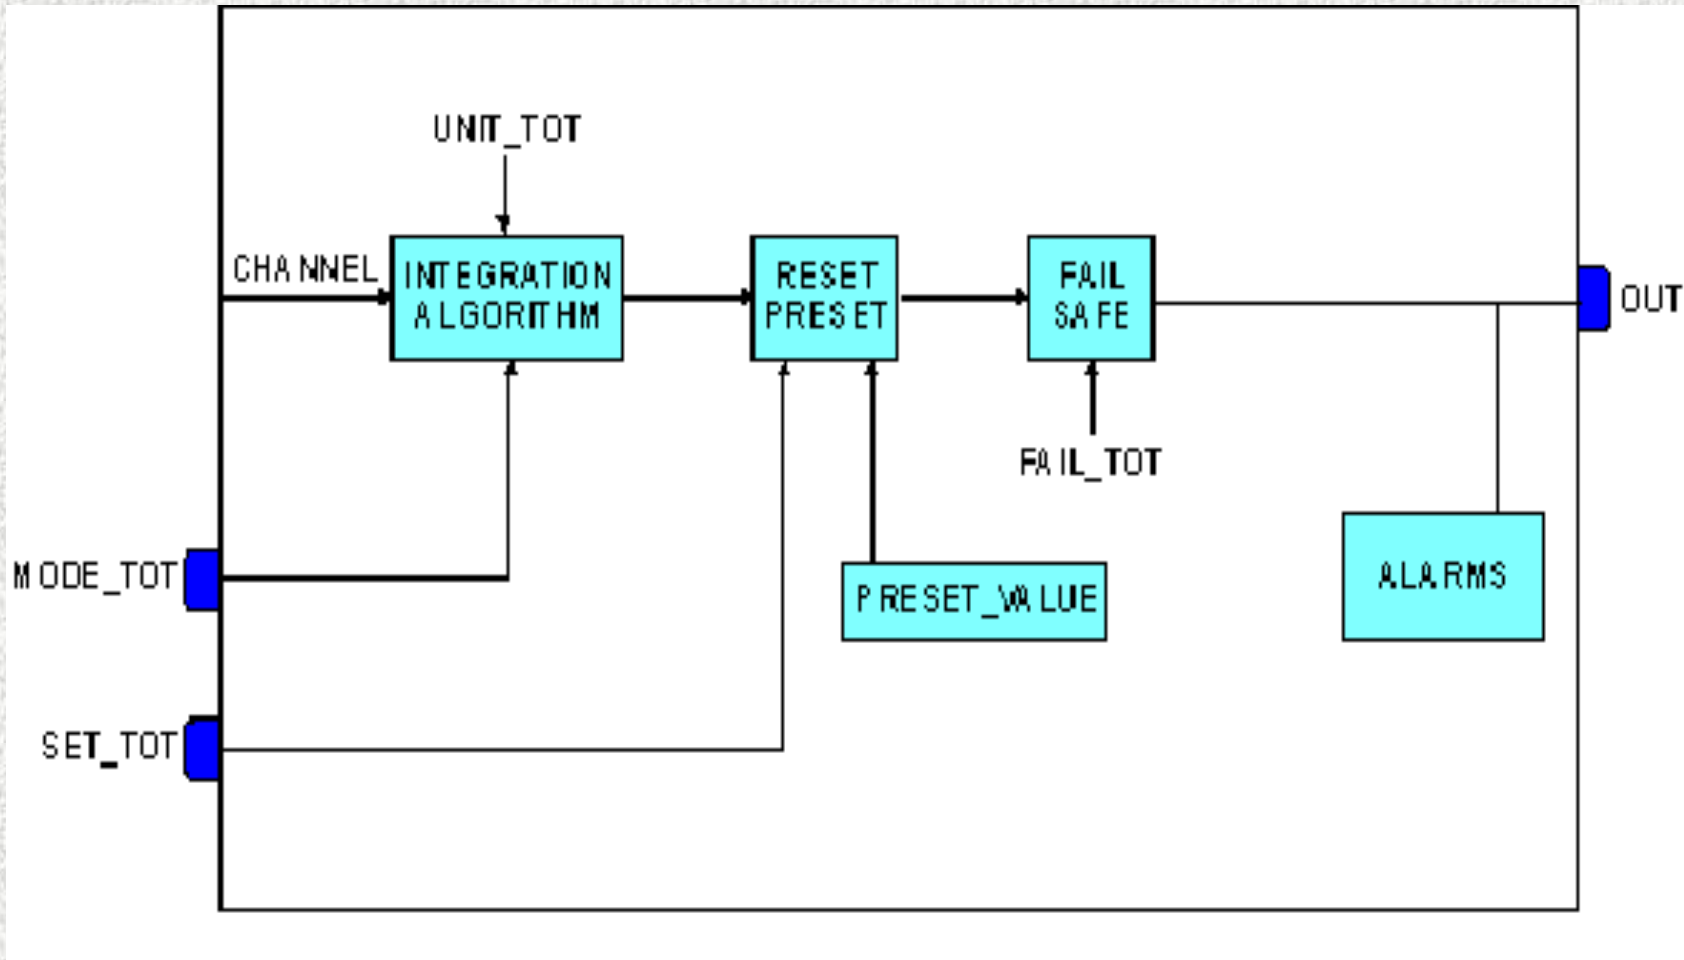 UNIT_TOT
CHANNEL
INTEGRATION
ALGORITHM
RESET
PRESET
FAIL
SAFE
OUT
FAIL_TOT
MODE_TOT
PRESET_VALUE
ALARMS
SET_TOT